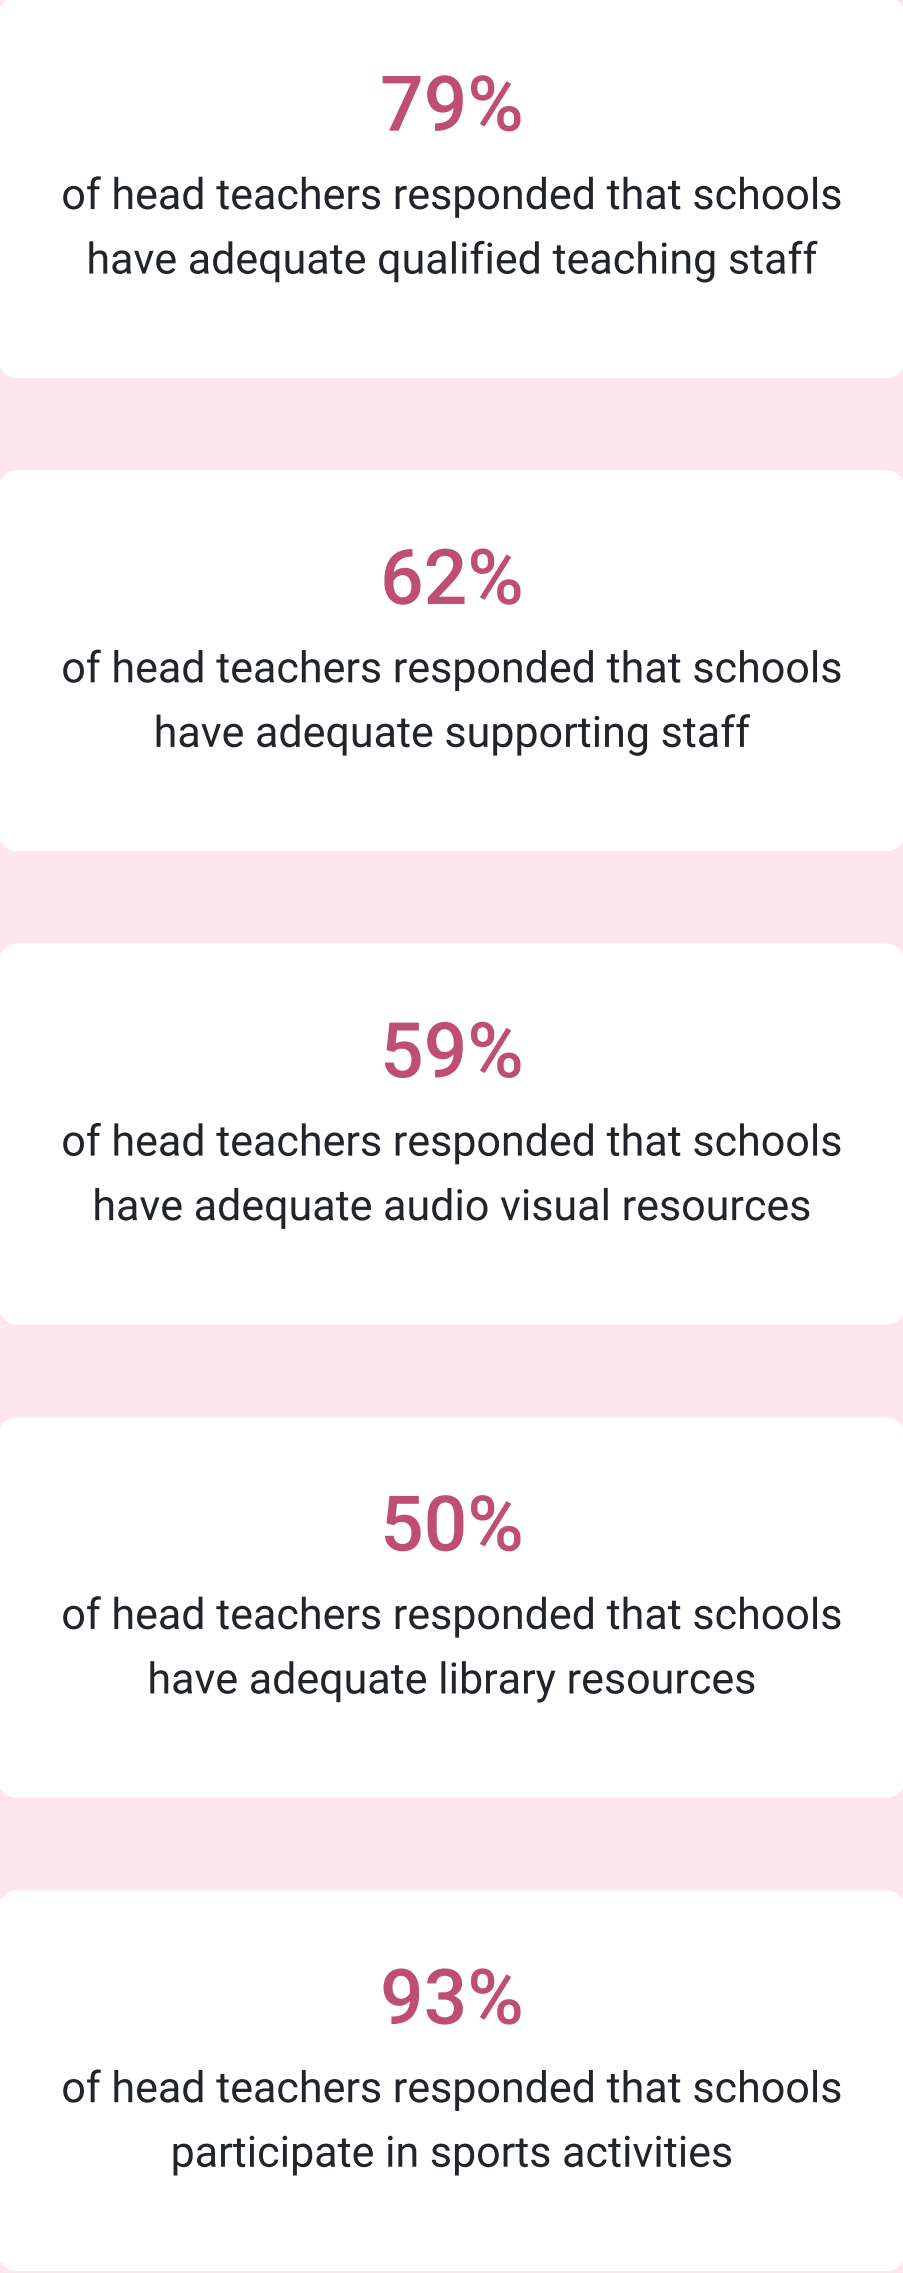 79%
of head teachers responded that schools
have adequate qualified teaching staff
62%
of head teachers responded that schools
have adequate supporting staff
59%
of head teachers responded that schools
have adequate audio visual resources
50%
of head teachers responded that schools
have adequate library resources
93%
of head teachers responded that schools
participate in sports activities